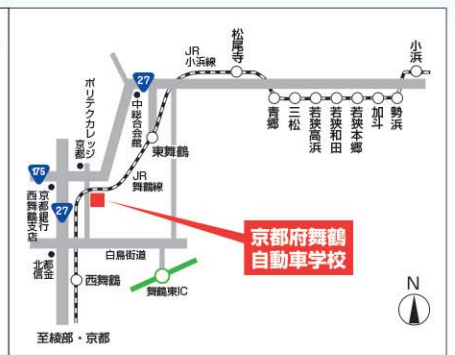 松尾寺
小浜
JR
小浜線
27
中総合会館
ポリテクカレッジ
京都
東舞鶴
青郷
三松
若狭高浜
若狭和田
若狭本郷
加斗
勢浜
175
京都銀行
西舞鶴支店
27
JR
舞鶴線
京都府舞鶴
自動車学校
白鳥街道
北都
信金
西舞鶴
舞鶴東IC
N
至綾部・京都